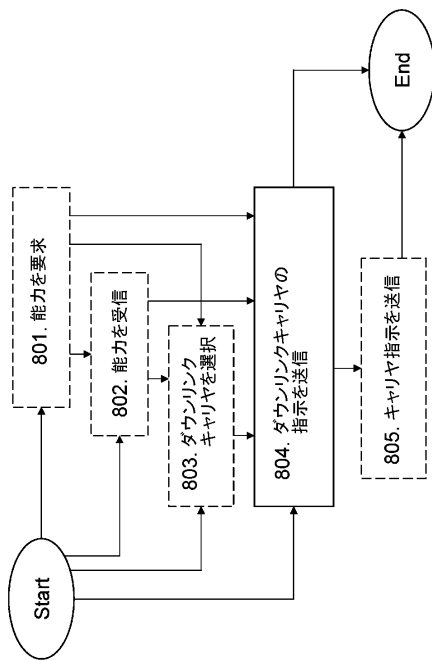 Start
801. 能力を要求
802. 能力を受信
803. ダウンリンク
キャリヤを選択
804. ダウンリンクキャリヤの
指示を送信
805. キャリヤ指示を送信
End